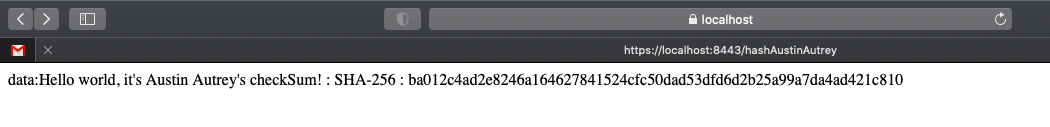 localhost
https://localhost:8443/hashAustinAutrey
data:Hello world, it's Austin Autrey's checkSum! : SHA-256 : ba012c4ad2e8246a164627841524cfc50dad53dfd6d2b25a99a7da4ad421c810